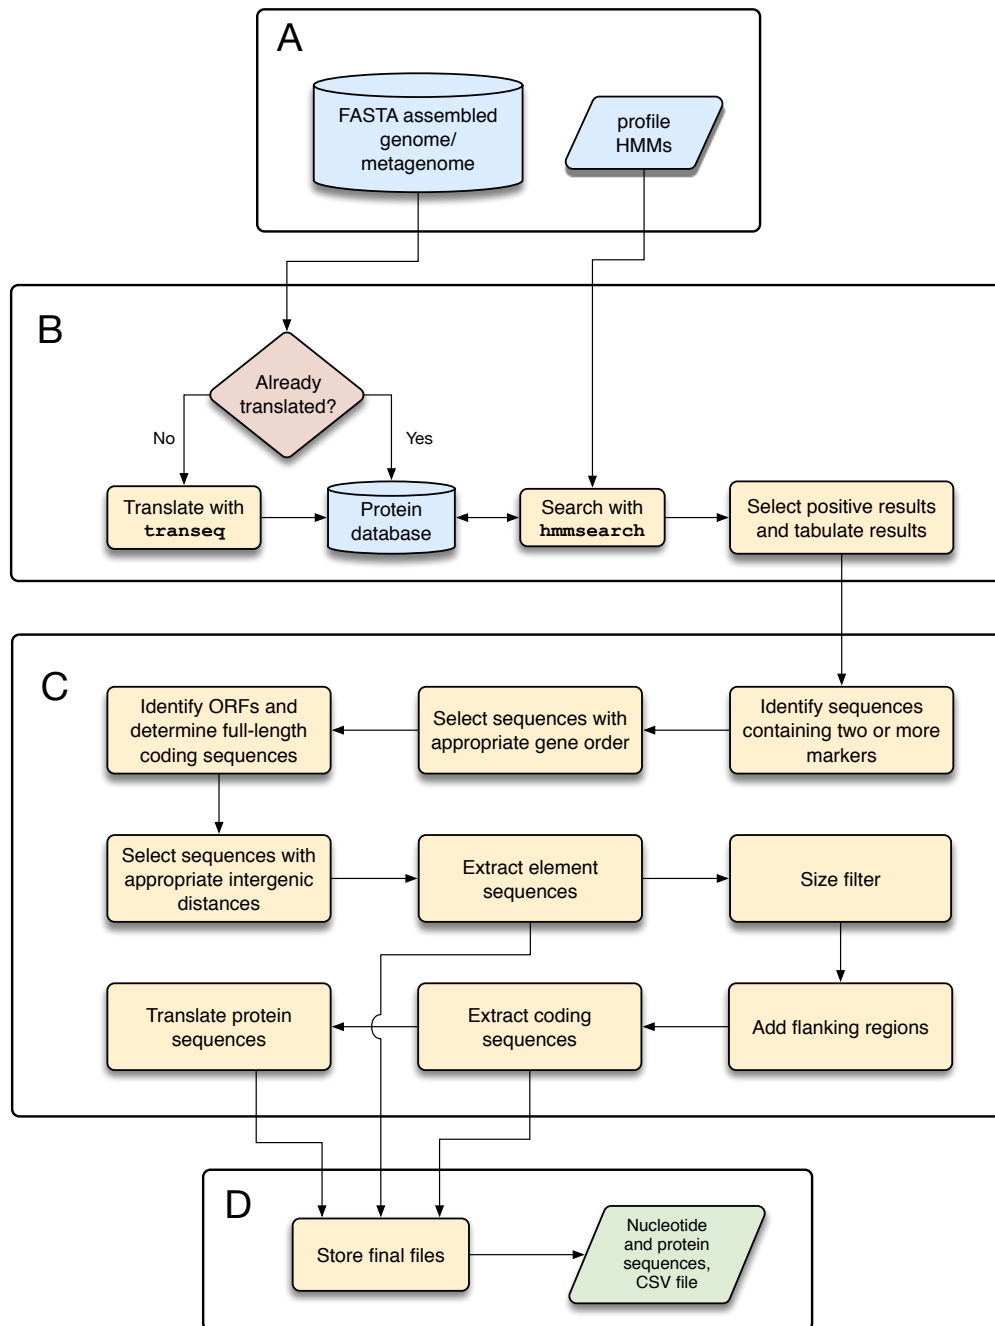 A
FASTA assembled
genome/
metagenome
profile
HMMs
B
Already
translated?
No
Yes
Translate with
transeq
Protein
database
Search with
hmmsearch
Select positive results
and tabulate results
C
Identify ORFs and
determine full-length
coding sequences
Select sequences with
appropriate gene order
Identify sequences
containing two or more
markers
Select sequences with
appropriate intergenic
distances
Extract element
sequences
Size filter
Translate protein
sequences
Extract coding
sequences
Add flanking regions
D
Store final files
Nucleotide
and protein
sequences,
CSV file